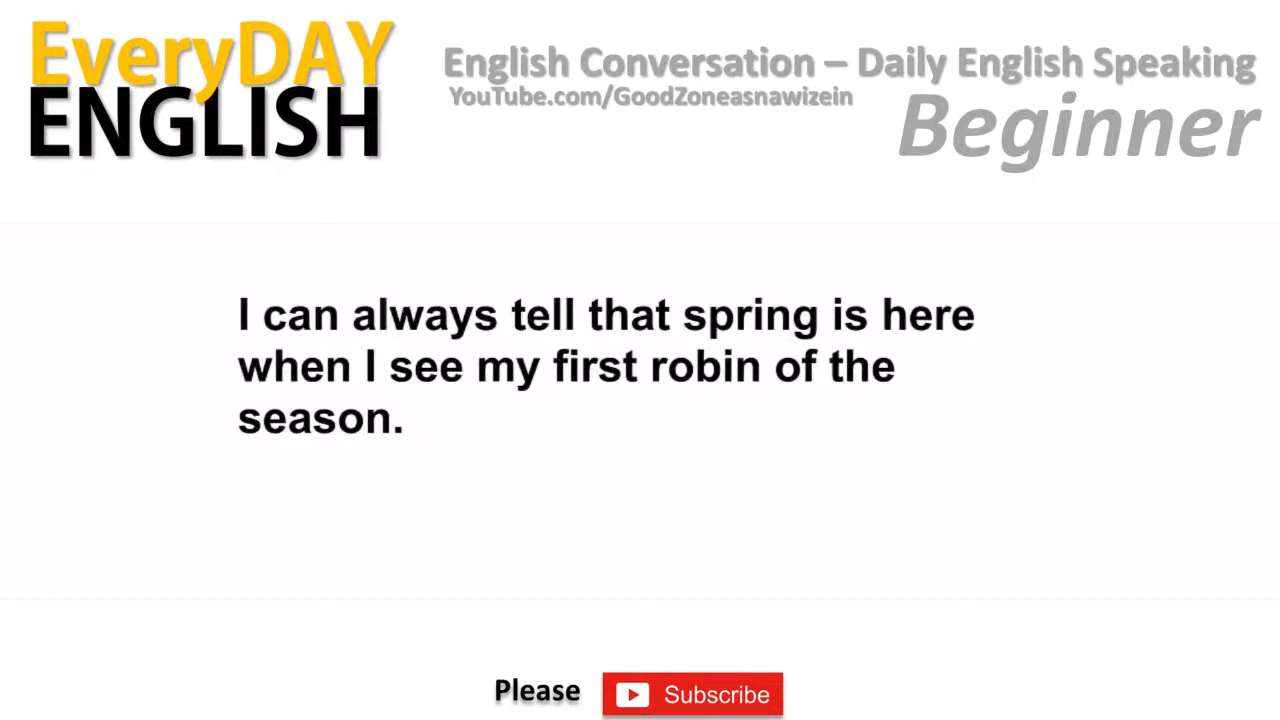 EveryDAY
ENGLISH
English Conversation – Daily English Speaking
YouTube.com/GoodZoneasnawizein
Beginner
I can always tell that spring is here
when I see my first robin of the
season.
Please
Subscribe